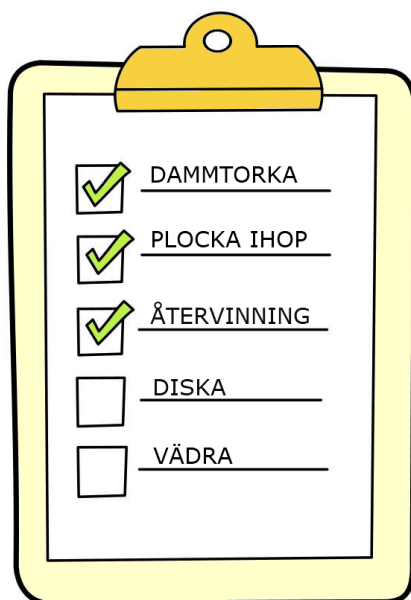 DAMMTORKA
PLOCKA IHOP
ÅTERVINNING
DISKA
VÄDRA